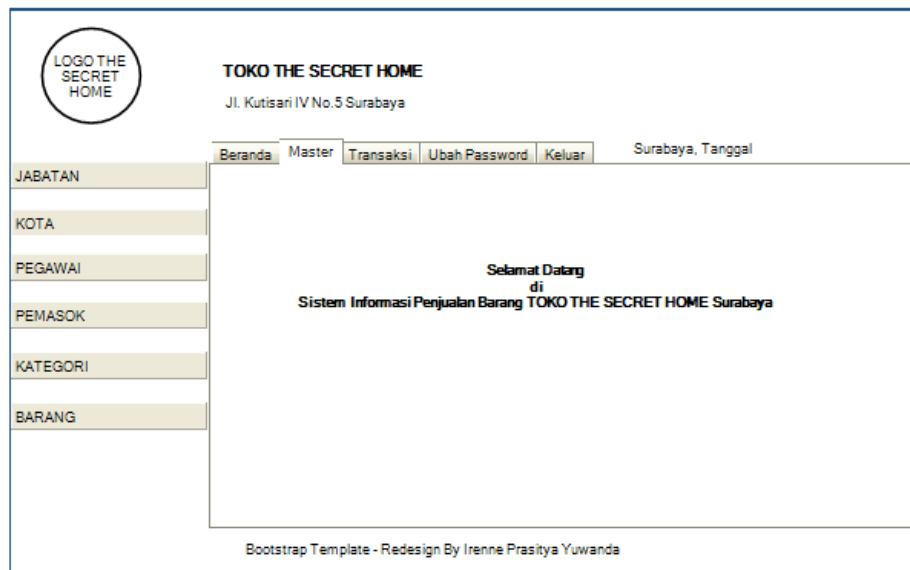 LOGO THE
SECRET
HOME
TOKO THE SECRET HOME
Jl. Kutisari IV No.5 Surabaya
Beranda Master Transaksi Ubah Password Keluar Surabaya, Tanggal
JABATAN
KOTA
PEGAWAI
PEMASOK
KATEGORI
BARANG
Selamat Datang
di
Sistem Informasi Penjualan Barang TOKO THE SECRET HOME Surabaya
Bootstrap Template - Redesign By Irenne Prasitya Yuwanda